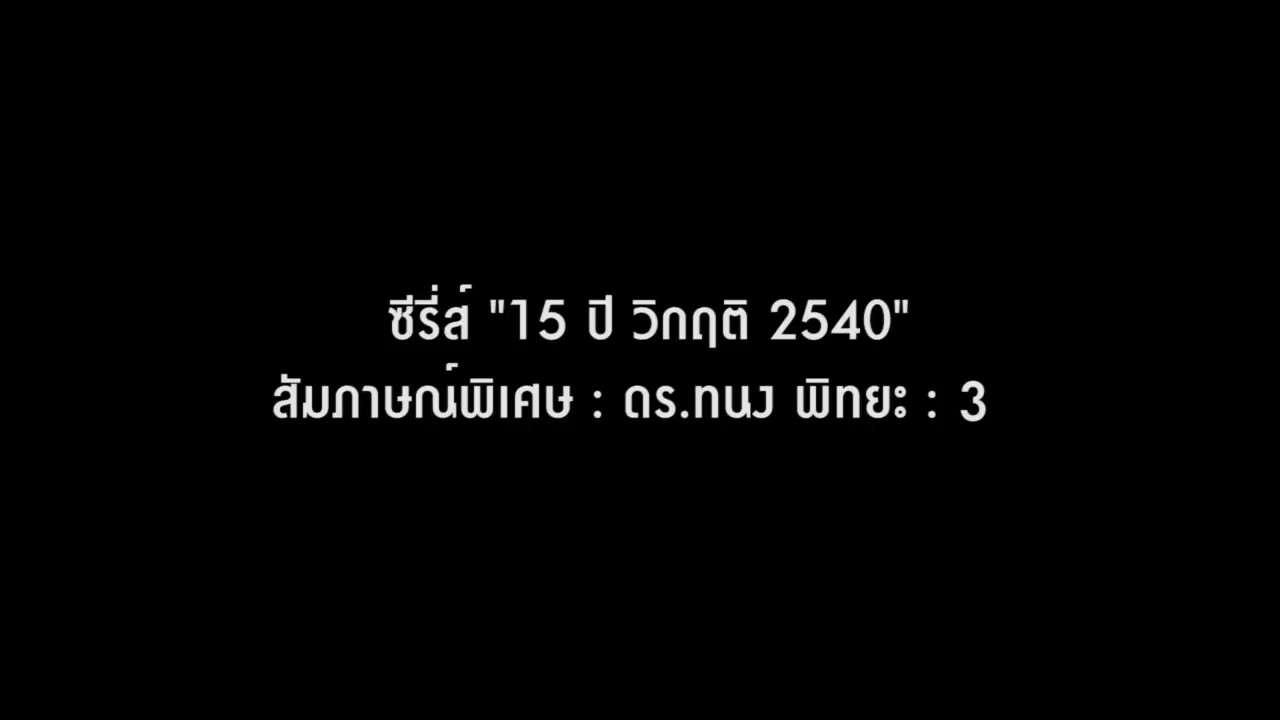 ซีรี่ส์ "15 ปี วิกฤติ 2540"
สัมภาษณ์พิเศษ : ดร.ทนง พิทยะ : 3